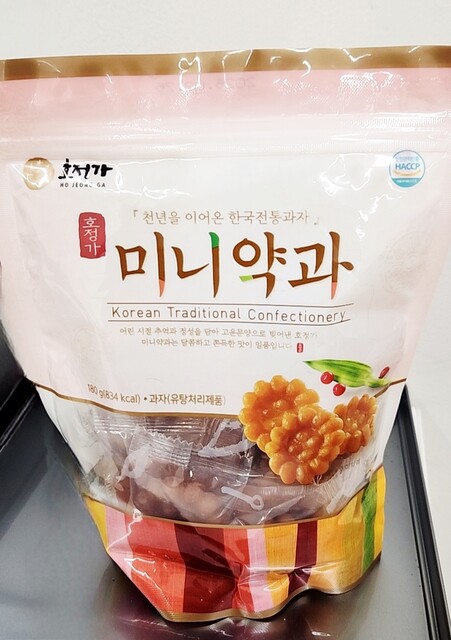 호정가
HO JEONG GA
HACCP
호정가
『천년을 이어온 한국전통과자』
미니약과
Korean Traditional Confectionery
어린 시절 추억과 정성을 담아 고운문양으로 빚어낸 호정가
미니약과는 달콤하고 쫀득한 맛이 일품입니다
180 g(834 kcal) • 과자(유탕처리제품)